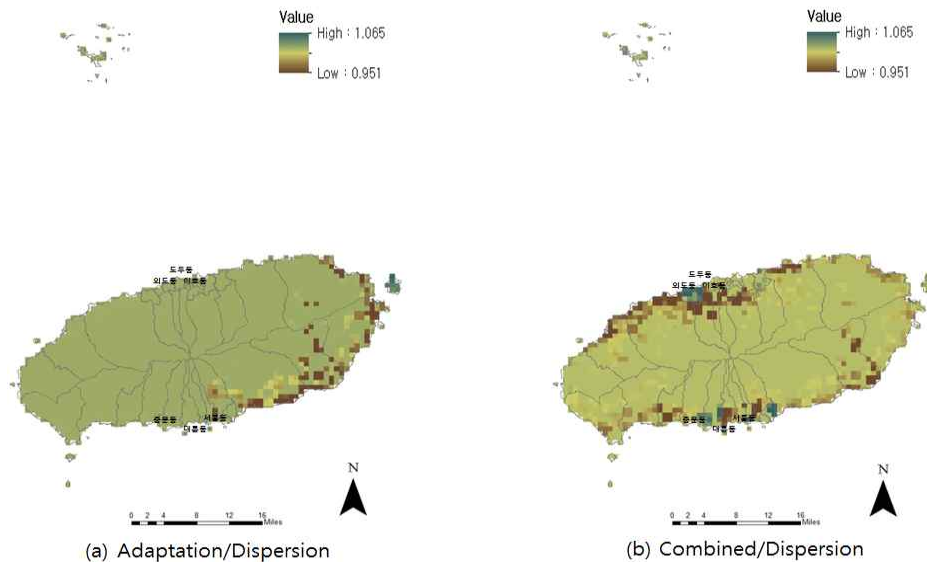 Value
High : 1.065
Low : 0.951
도두동
외도동 이호동
중문동 서홍동
대륜동
N
0 2 4 8 12 16
Miles
(a) Adaptation/Dispersion
Value
High : 1.065
Low : 0.951
도두동
외도동 이호동
중문동 서홍동
대륜동
N
0 2 4 8 12 16
Miles
(b) Combined/Dispersion